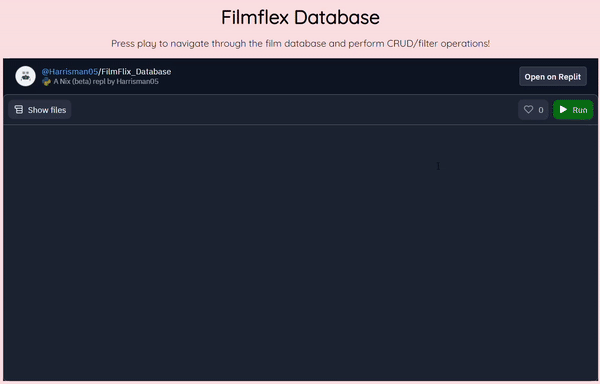 Filmflex Database
Press play to navigate through the film database and perform CRUD/filter operations!
@Harrisman05/FilmFlix_Database
A Nix (beta) repl by Harrisman05
Open on Replit
Show files
0
Run